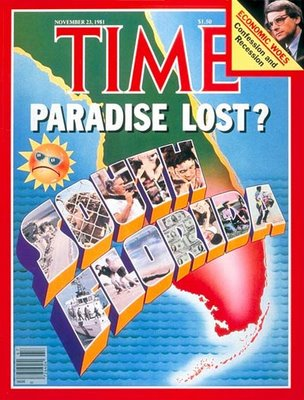 NOVEMBER 23, 1981 $1.50
TIME
ECONOMIC WOES
Confession and
Recession
PARADISE LOST?
SOUTH
FLORIDA